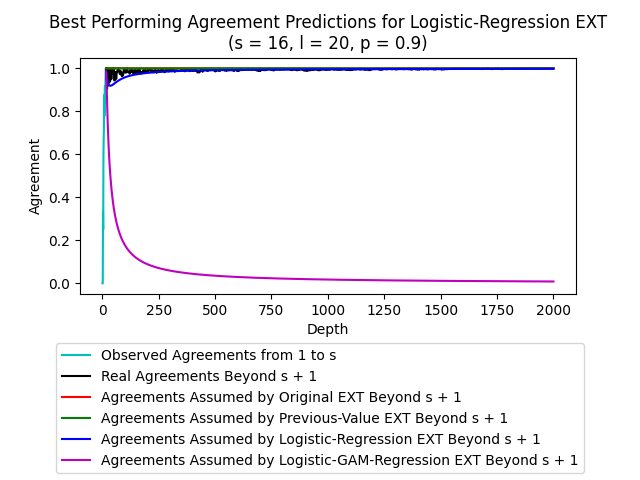 Best Performing Agreement Predictions for Logistic-Regression EXT
(s = 16, l = 20, p = 0.9)
1.0
0.8
0.6
0.4
0.2
0.0
Agreement
0 250 500 750 1000 1250 1500 1750 2000
Depth
Observed Agreements from 1 to s
Real Agreements Beyond s + 1
Agreements Assumed by Original EXT Beyond s + 1
Agreements Assumed by Previous-Value EXT Beyond s + 1
Agreements Assumed by Logistic-Regression EXT Beyond s + 1
Agreements Assumed by Logistic-GAM-Regression EXT Beyond s + 1